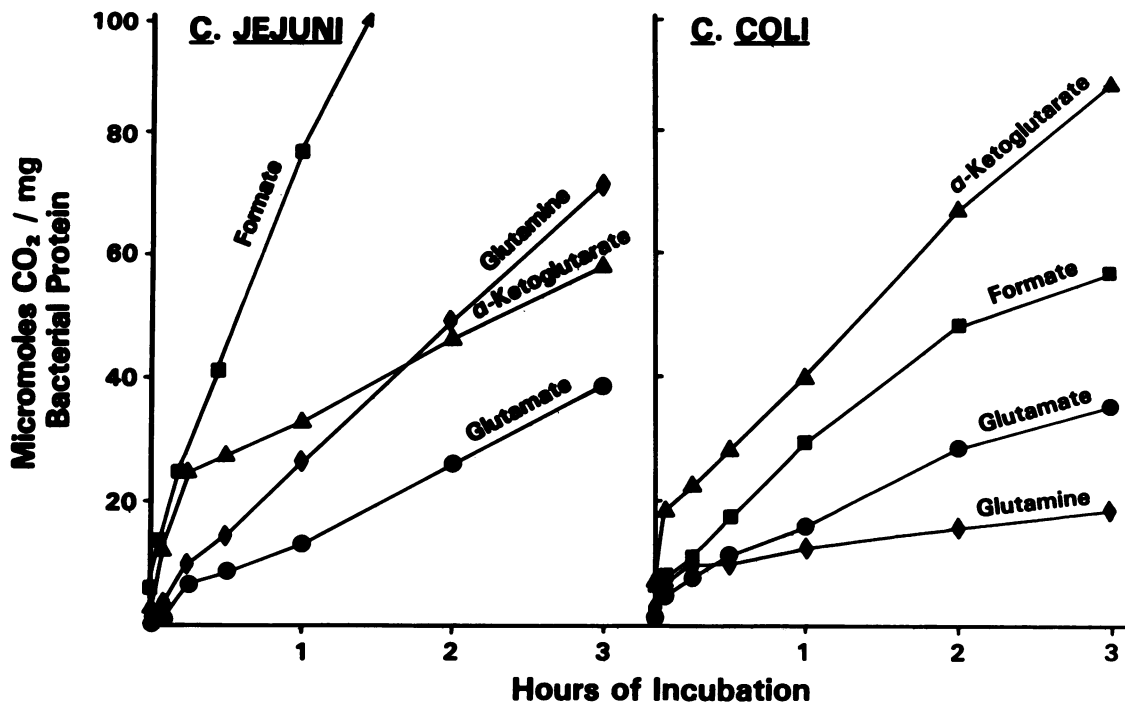 C. JEJUNI
C. COLI
100
80
60
40
20
Micromoles CO₂ / mg
Bacterial Protein
Formate
Glutamine
α-Ketoglutarate
Glutamate
α-Ketoglutarate
Formate
Glutamate
Glutamine
1 2 3
1 2 3
Hours of Incubation